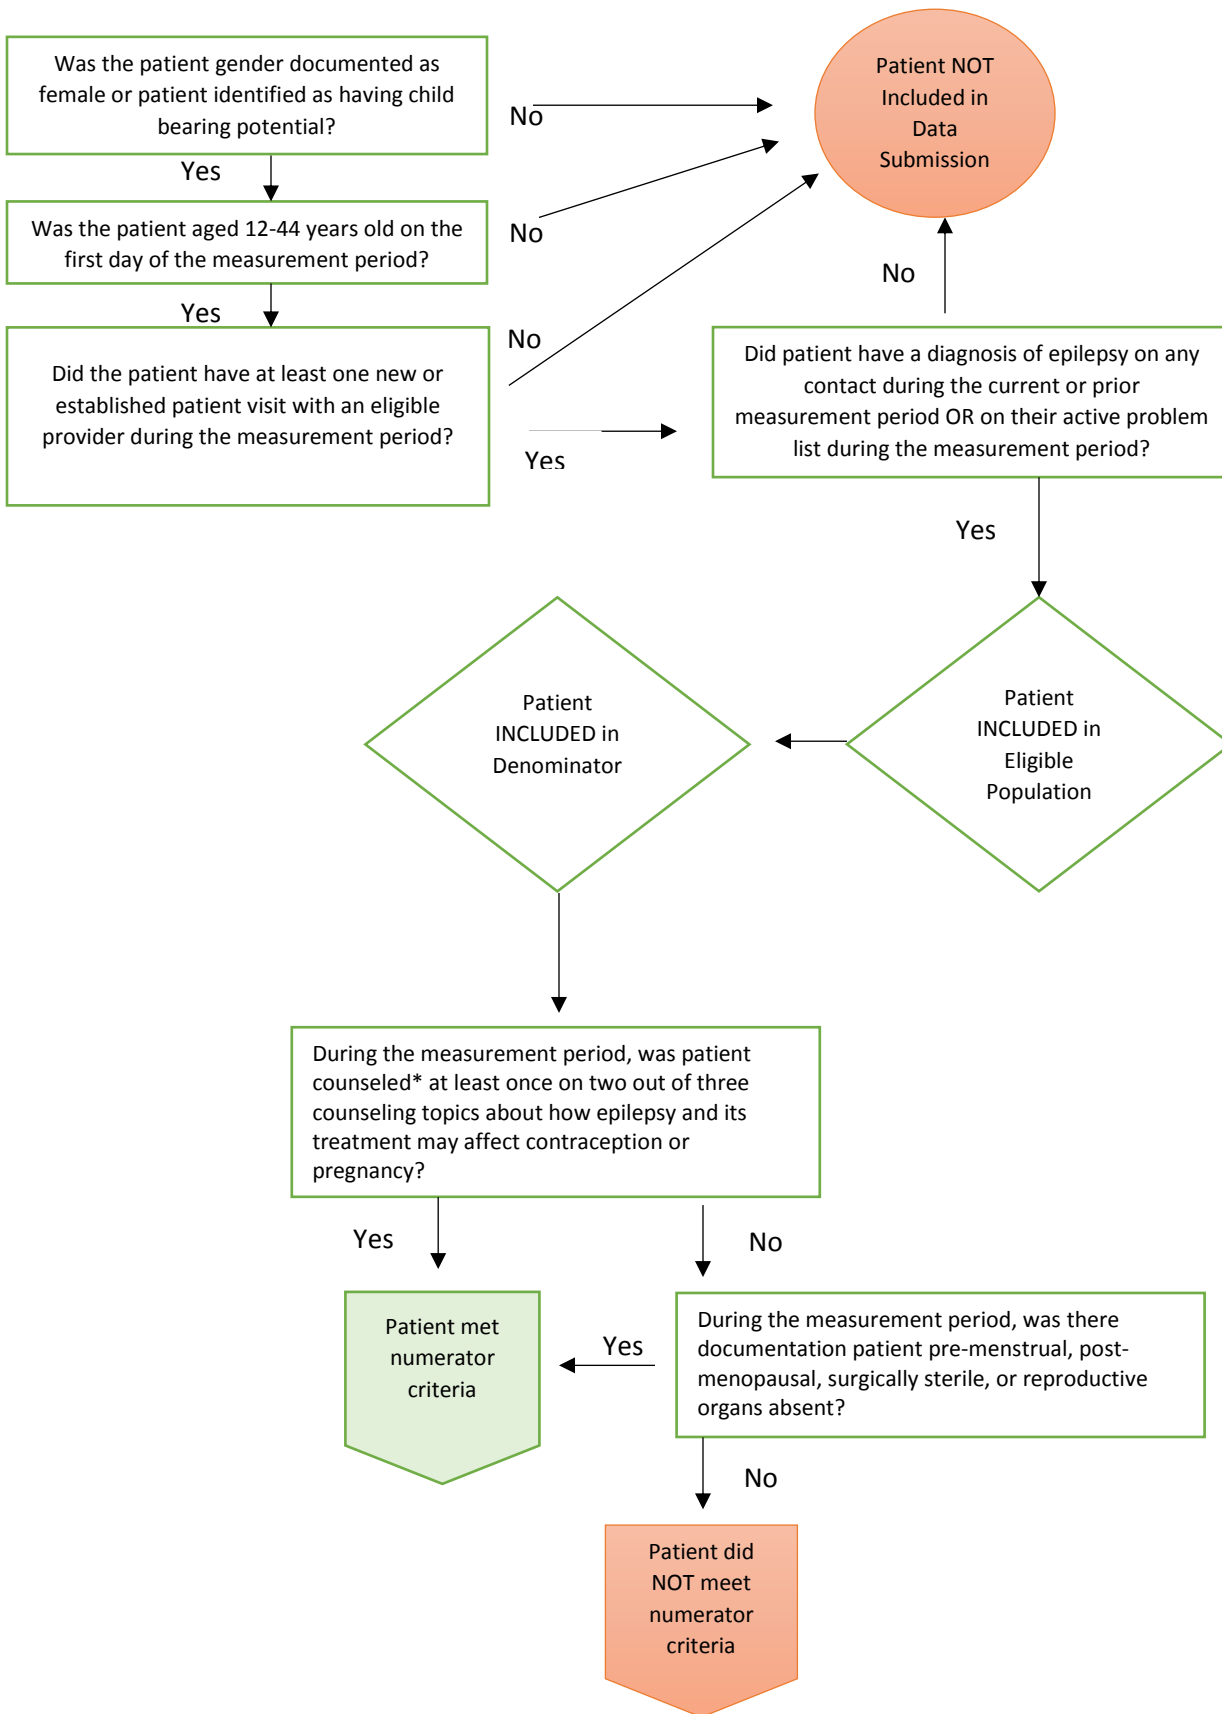 Was the patient gender documented as
female or patient identified as having child
bearing potential?
No
Patient NOT
Included in
Data
Submission
Yes
Was the patient aged 12-44 years old on the
first day of the measurement period?
No
Yes
Did the patient have at least one new or
established patient visit with an eligible
provider during the measurement period?
No
Yes
No
Did patient have a diagnosis of epilepsy on any
contact during the current or prior
measurement period OR on their active problem
list during the measurement period?
Yes
Patient
INCLUDED in
Eligible
Population
Patient
INCLUDED in
Denominator
During the measurement period, was patient
counseled* at least once on two out of three
counseling topics about how epilepsy and its
treatment may affect contraception or
pregnancy?
Yes
No
Patient met
numerator
criteria
Yes
During the measurement period, was there
documentation patient pre-menstrual, post-
menopausal, surgically sterile, or reproductive
organs absent?
No
Patient did
NOT meet
numerator
criteria